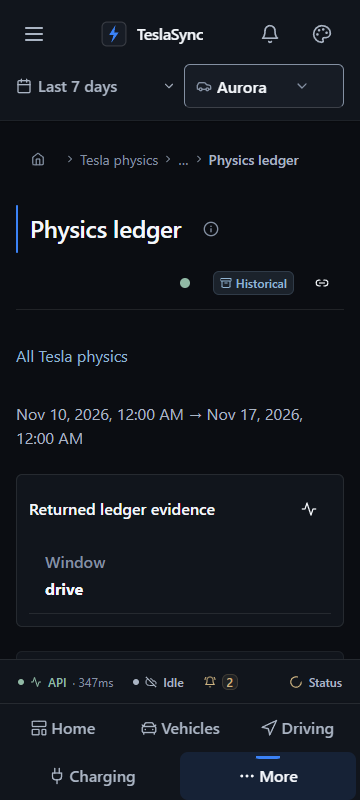 TeslaSync
Last 7 days
Aurora
Tesla physics
...
Physics ledger
Physics ledger
Historical
All Tesla physics
Nov 10, 2026, 12:00 AM → Nov 17, 2026,
12:00 AM
Returned ledger evidence
Window
drive
API · 347ms
Idle
2
Status
Home
Vehicles
Driving
Charging
More